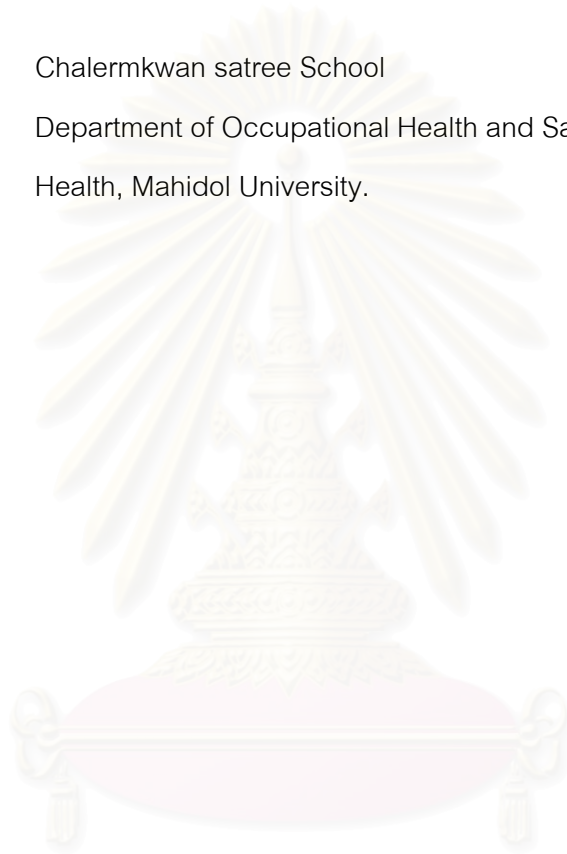 Chalermkwan satree School
Department of Occupational Health and
Health, Mahidol University.